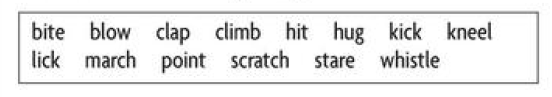 bite blow clap climb hit hug kick kneel
lick march point scratch stare whistle